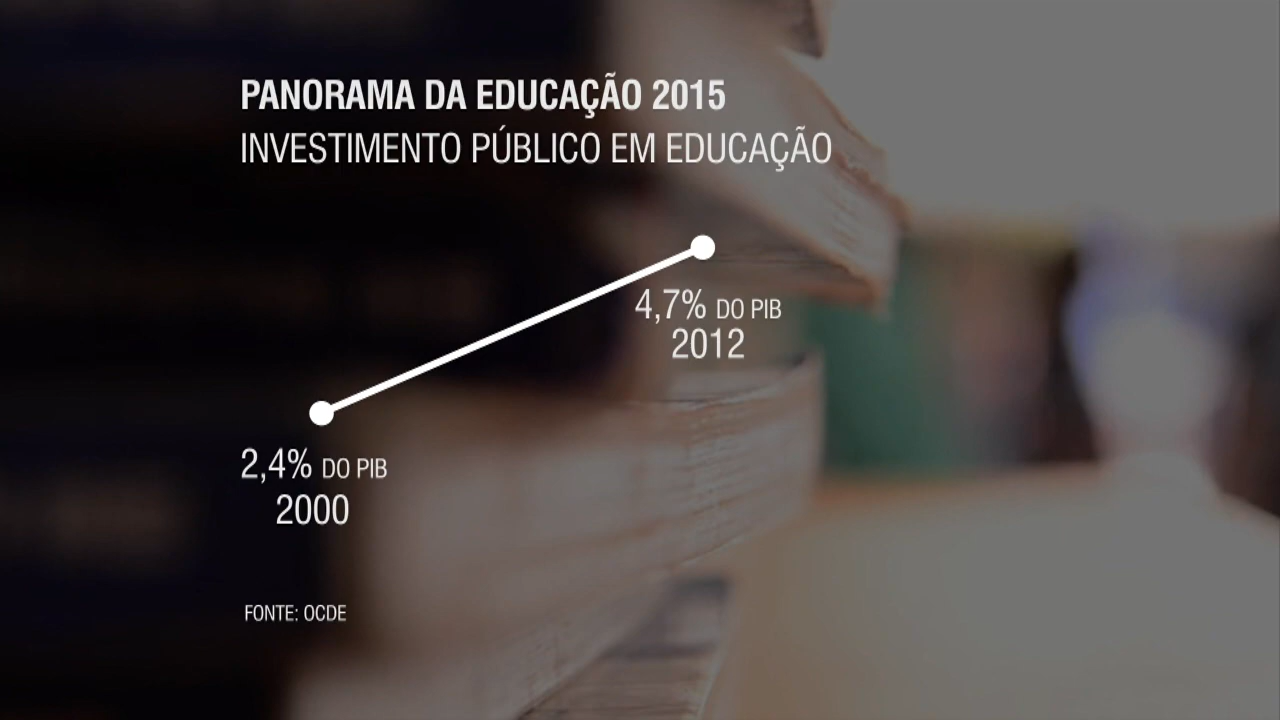 PANORAMA DA EDUCAÇÃO 2015
INVESTIMENTO PÚBLICO EM EDUCAÇÃO
4,7% DO PIB
2012
2,4% DO PIB
2000
FONTE: OCDE